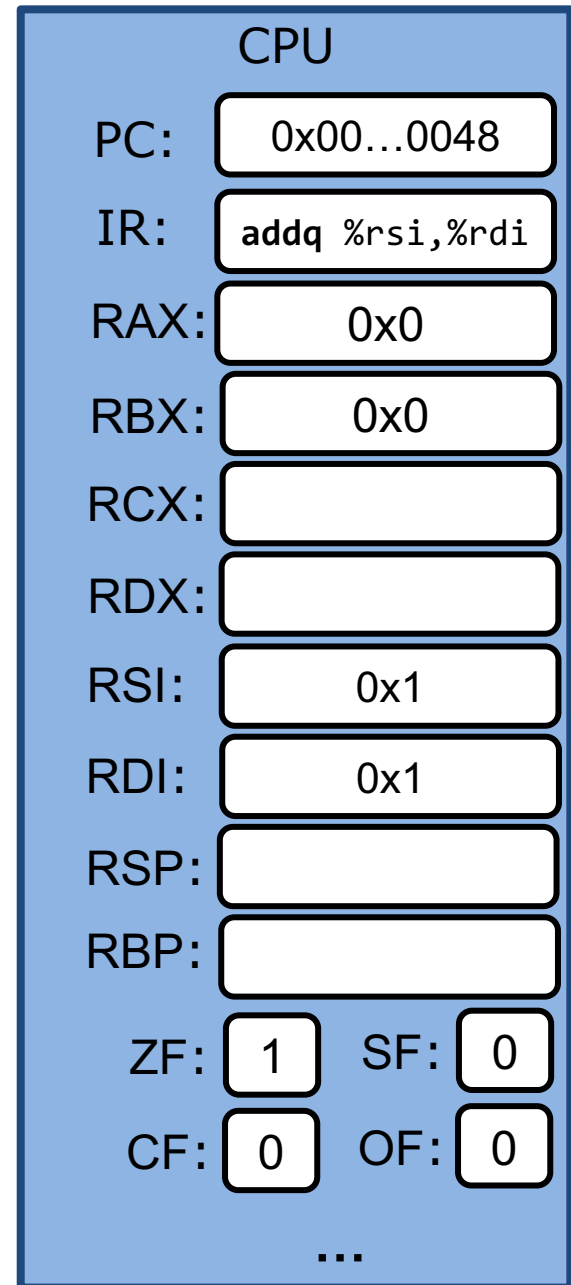 CPU
PC: 0x00...0048
IR: addq %rsi,%rdi
RAX: 0x0
RBX: 0x0
RCX:
RDX:
RSI: 0x1
RDI: 0x1
RSP:
RBP:
ZF: 1 SF: 0
CF: 0 OF: 0
...